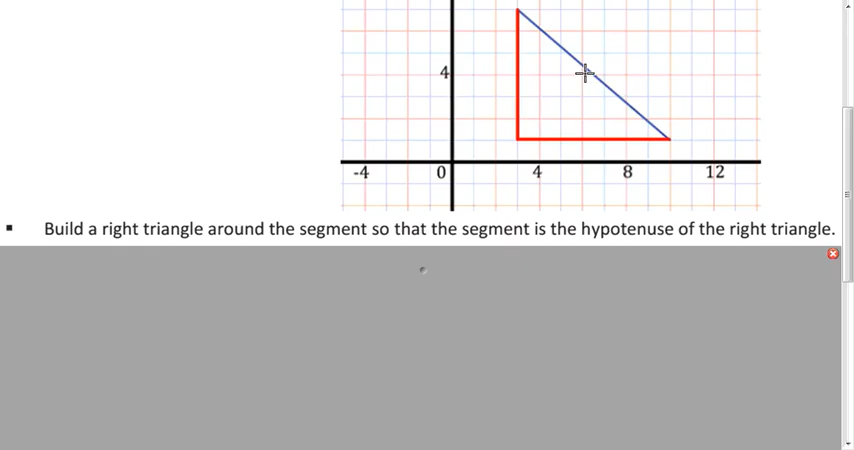 4
-4 0 4 8 12
▪ Build a right triangle around the segment so that the segment is the hypotenuse of the right triangle.